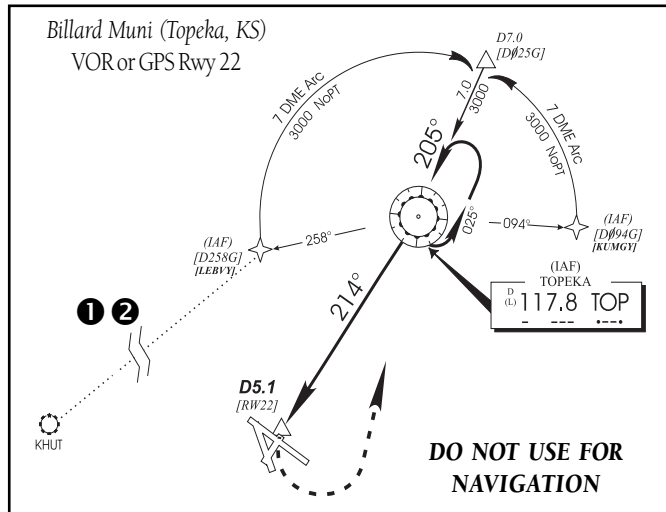 Billard Muni (Topeka, KS)
VOR or GPS Rwy 22
D7.0
[DØ25G]
7 DME Arc
3000 NoPT
7.0
3000
7 DME Arc
3000 NoPT
205°
025°
(IAF)
[D258G]
[LEBVY]
258°
094°
(IAF)
[DØ94G]
[KUMGY]
(IAF)
TOPEKA
D
(L) 117.8 TOP
- --- •--•
214°
❶ ❷
D5.1
[RW22]
KHUT
DO NOT USE FOR
NAVIGATION